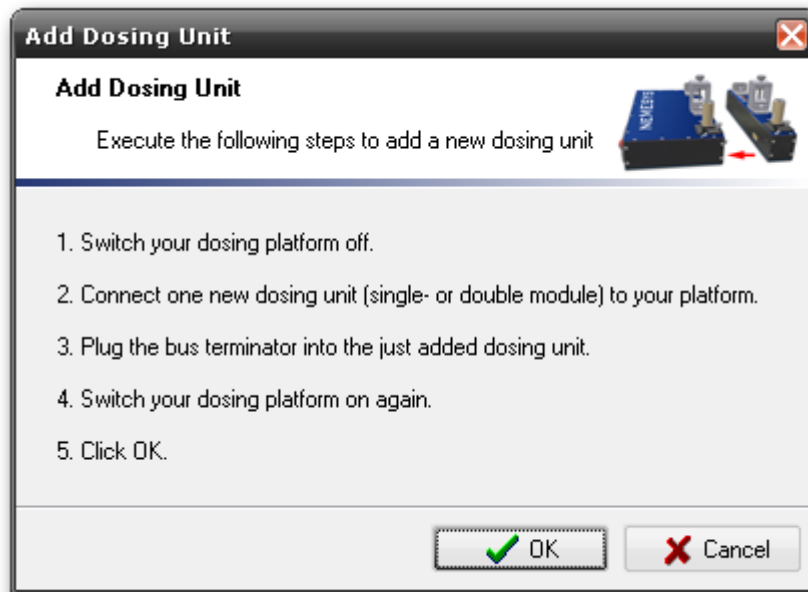 Add Dosing Unit
Add Dosing Unit
Execute the following steps to add a new dosing unit
NEMESYS
1. Switch your dosing platform off.
2. Connect one new dosing unit (single- or double module) to your platform.
3. Plug the bus terminator into the just added dosing unit.
4. Switch your dosing platform on again.
5. Click OK.
OK
Cancel